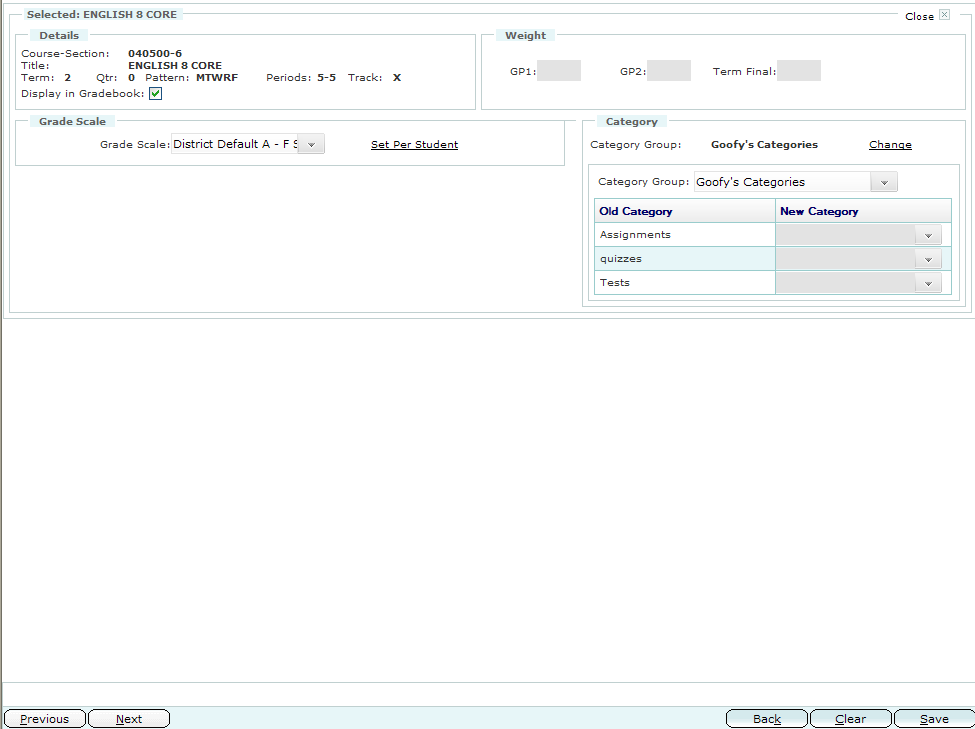 Selected: ENGLISH 8 CORE
Close
Details
Course-Section: 040500-6
Title: ENGLISH 8 CORE
Term: 2 Qtr: 0 Pattern: MTWRF Periods: 5-5 Track: X
Display in Gradebook:
Weight
GP1: GP2: Term Final:
Grade Scale
Grade Scale: District Default A - F S
Set Per Student
Category
Category Group: Goofy's Categories Change
Category Group: Goofy's Categories
Old Category New Category
Assignments
quizzes
Tests
Previous Next Back Clear Save